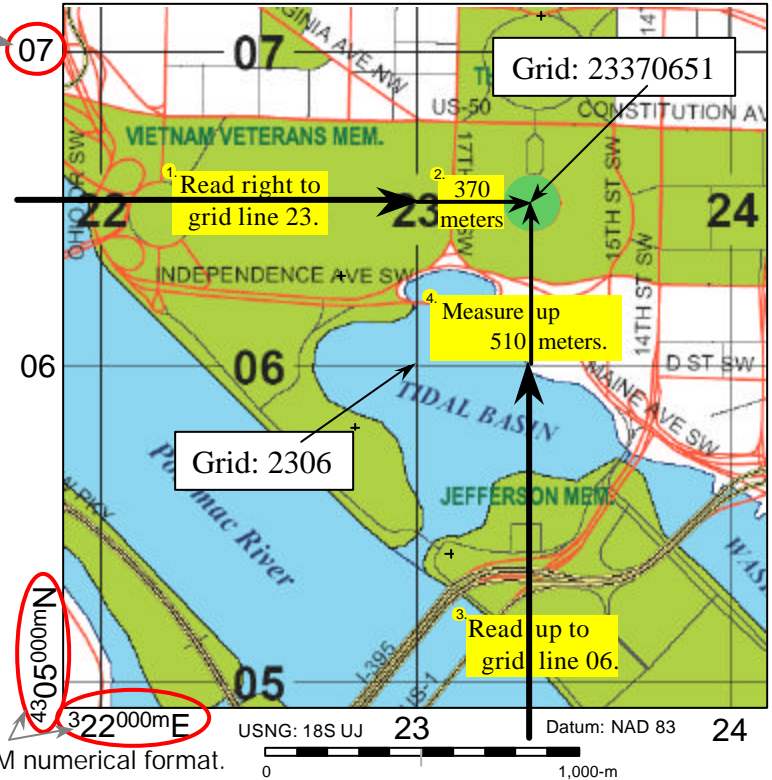 07
VIRGINIA AVE NW
07
Grid: 23370651
US-50
CONSTITUTION AV
VIETNAM VETERANS MEM.
OHIO DR SW
17TH
SW
15TH ST SW
14TH ST SW
1.
Read right to
grid line 23.
2.
370
meters
22
23
24
INDEPENDENCE AVE SW
4.
Measure up
510 meters.
06
06
D ST SW
MAINE AVE SW
TIDAL BASIN
Grid: 2306
JEFFERSON MEM.
PKY
Potomac River
WASH
3.
Read up to
grid line 06.
I-395
US-1
4305000mN
05
322000mE
USNG: 18S UJ
23
Datum: NAD 83
24
M numerical format.
0
1,000-m